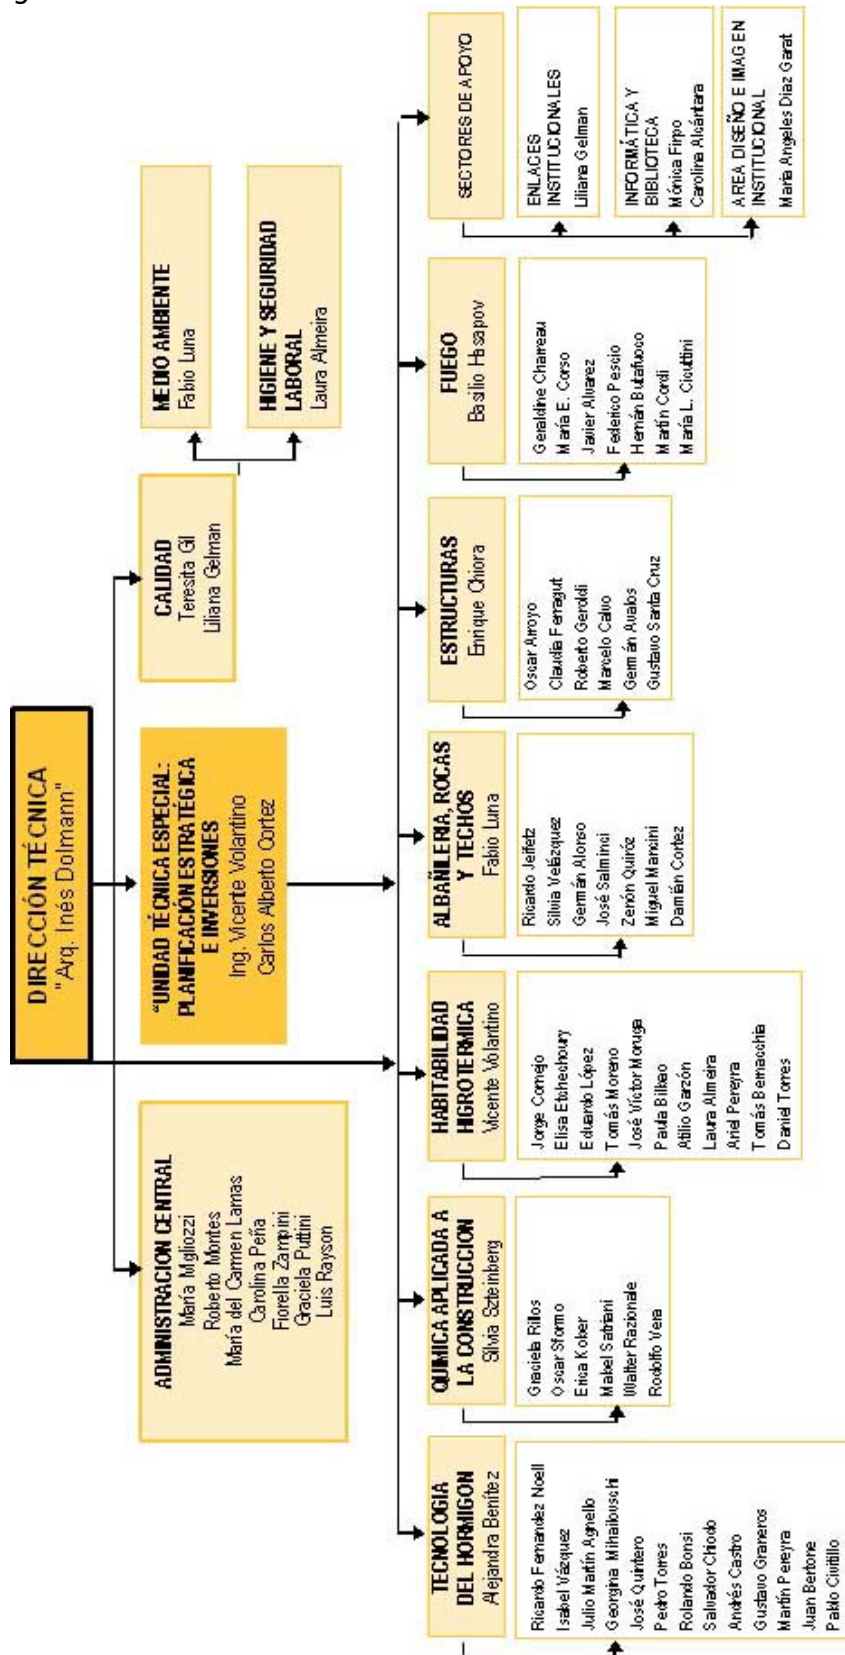 DIRECCIÓN TÉCNICA
"Arq. Inés Dolmann"
ADMINISTRACION CENTRAL
María Migliozzi
Roberto Montes
María del Carmen Lamas
Carolina Peña
Fiorella Zampini
Graciela Puttini
Luis Rayson
"UNIDAD TÉCNICA ESPECIAL:
PLANIFICACIÓN ESTRATÉGICA
E INVERSIONES
Ing. Vicente Volantino
Carlos Alberto Cortez
CALIDAD
Teresita Gil
Liliana Gelman
MEDIO AMBIENTE
Fabio Luna
HIGIENE Y SEGURIDAD
LABORAL
Laura Almeira
TECNOLOGIA
DEL HORMIGON
Alejandra Benítez
Ricardo Fernandez Noell
Isabel Vázquez
Julio Martín Agnello
Georgina Mihailouschi
José Quintero
Pedro Torres
Rolando Bonsi
Salvador Chiodo
Andrés Castro
Gustavo Graneros
Martín Pereyra
Juan Bertone
Pablo Civitillo
QUIMICA APLICADA A
LA CONSTRUCCION
Silvia Szteinberg
Graciela Rillos
Oscar Sformo
Erica Kober
Mabel Satriani
Walter Razionale
Rodolfo Vera
HABITABILIDAD
HIGROTERMICA
Vicente Volantino
Jorge Cornejo
Elisa Etchechoury
Eduardo López
Tomás Moreno
José Víctor Moruga
Paula Bilbao
Atilio Garzón
Laura Almeira
Ariel Pereyra
Tomás Bernacchia
Daniel Torres
ALBAÑILERIA, ROCAS
Y TECHOS
Fabio Luna
Ricardo Jeifetz
Silvia Velázquez
Germán Alonso
José Salminci
Zenón Quiróz
Miguel Mancini
Damián Cortez
ESTRUCTURAS
Enrique Chiora
Oscar Arroyo
Claudia Ferragut
Roberto Geroldi
Marcelo Calvo
Germán Avalos
Gustavo Santa Cruz
FUEGO
Basilio Hasapov
Geraldine Charreau
María E. Corso
Javier Alvarez
Federico Pescio
Hernán Butafuoco
Martín Cordi
María L. Cicuttini
SECTORES DE APOYO
ENLACES
INSTITUCIONALES
Liliana Gelman
INFORMÁTICA Y
BIBLIOTECA
Mónica Firpo
Carolina Alcántara
AREA DISEÑO E IMAGEN
INSTITUCIONAL
María Angeles Diaz Garat